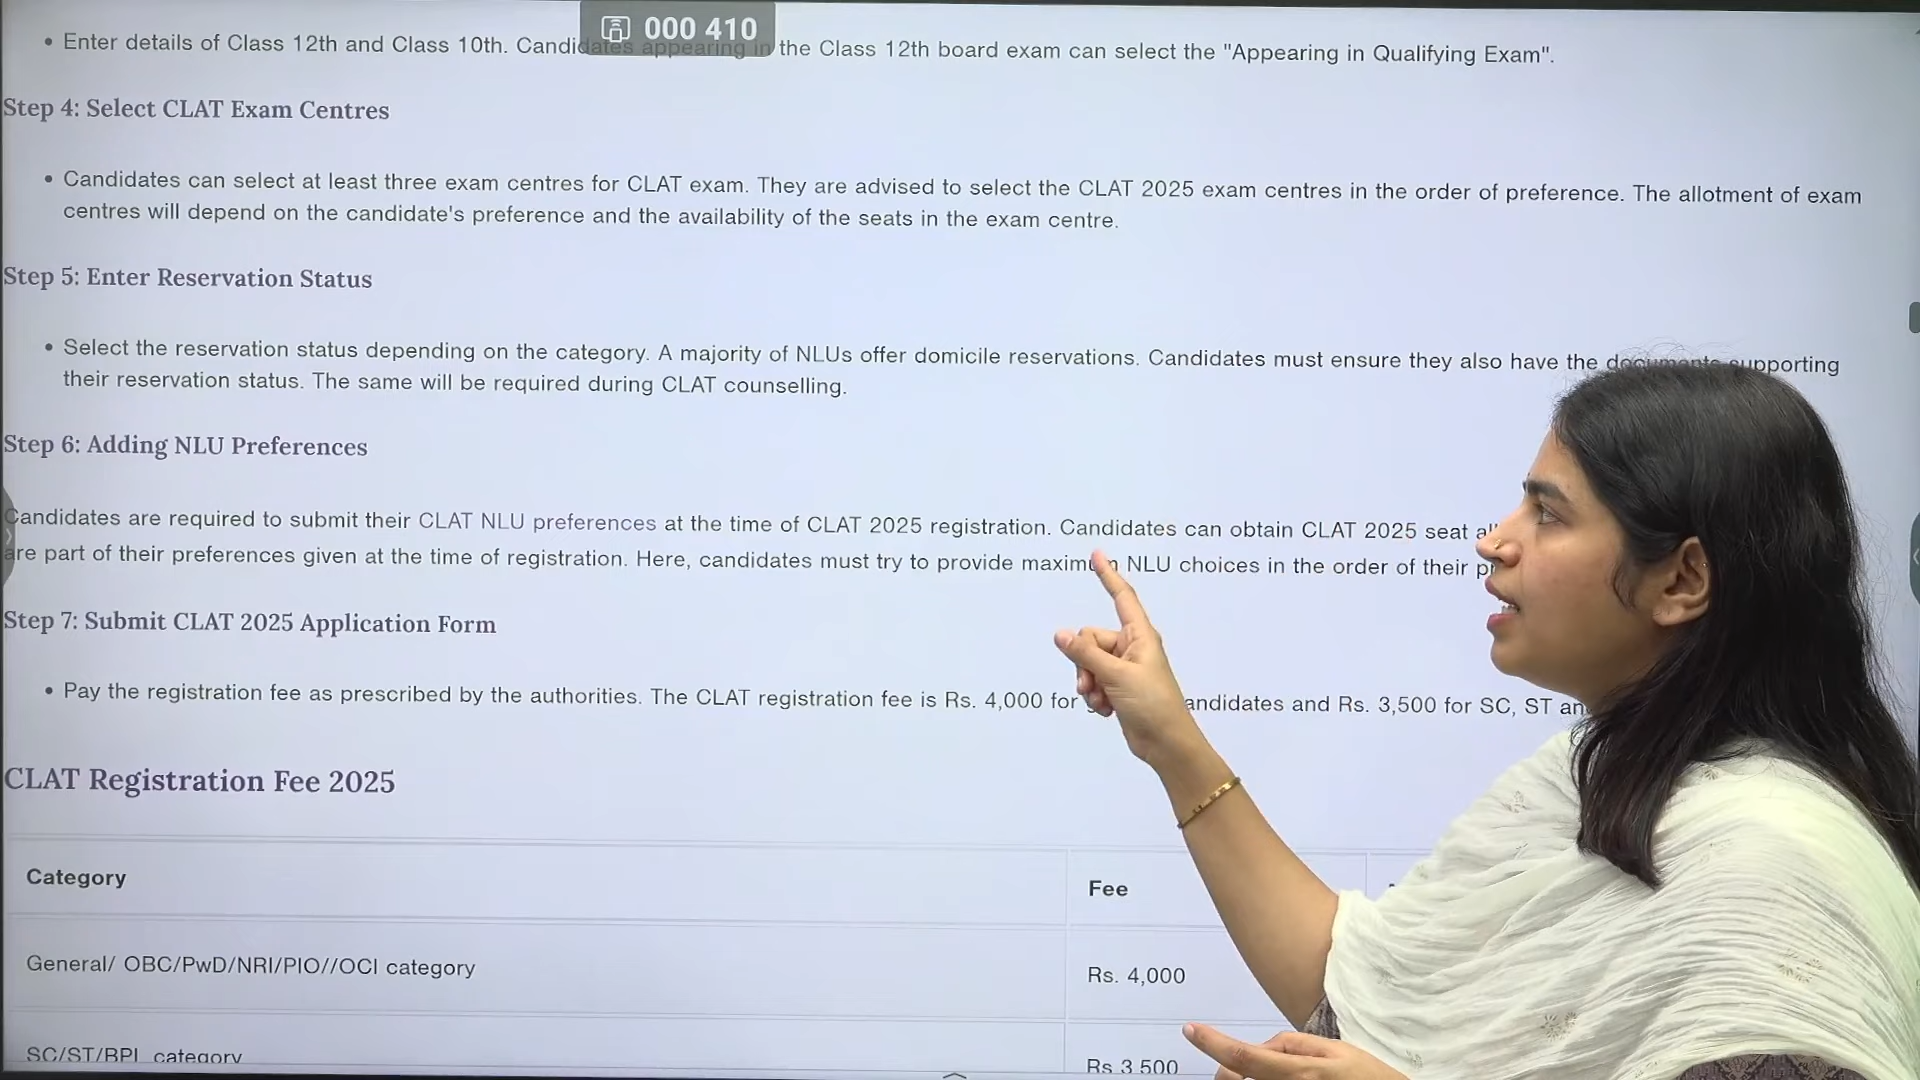 000 410
• Enter details of Class 12th and Class 10th. Candidates appearing in the Class 12th board exam can select the "Appearing in Qualifying Exam".
Step 4: Select CLAT Exam Centres
• Candidates can select at least three exam centres for CLAT exam. They are advised to select the CLAT 2025 exam centres in the order of preference. The allotment of exam
centres will depend on the candidate's preference and the availability of the seats in the exam centre.
Step 5: Enter Reservation Status
• Select the reservation status depending on the category. A majority of NLUs offer domicile reservations. Candidates must ensure they also have the documents supporting
their reservation status. The same will be required during CLAT counselling.
Step 6: Adding NLU Preferences
Candidates are required to submit their CLAT NLU preferences at the time of CLAT 2025 registration. Candidates can obtain CLAT 2025 seat
are part of their preferences given at the time of registration. Here, candidates must try to provide maximum NLU choices in the order of their
Step 7: Submit CLAT 2025 Application Form
• Pay the registration fee as prescribed by the authorities. The CLAT registration fee is Rs. 4,000 for candidates and Rs. 3,500 for SC, ST
CLAT Registration Fee 2025
Category Fee
General/ OBC/PwD/NRI/PIO//OCI category Rs. 4,000
SC/ST/BPL category Rs 3,500